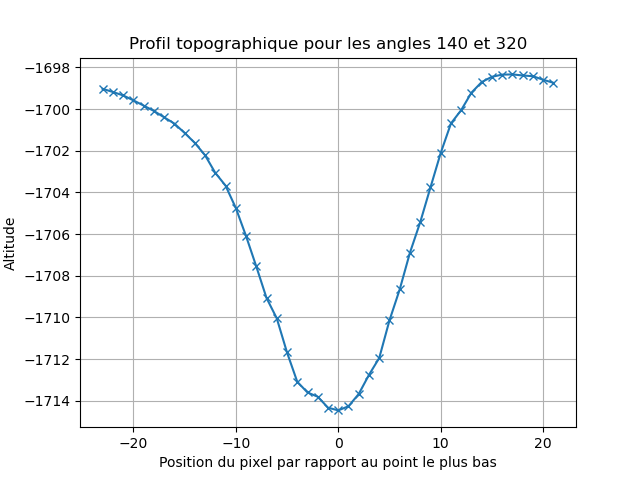 Profil topographique pour les angles 140 et 320
−1698
−1700
−1702
−1704
−1706
−1708
−1710
−1712
−1714
Altitude
−20 −10 0 10 20
Position du pixel par rapport au point le plus bas